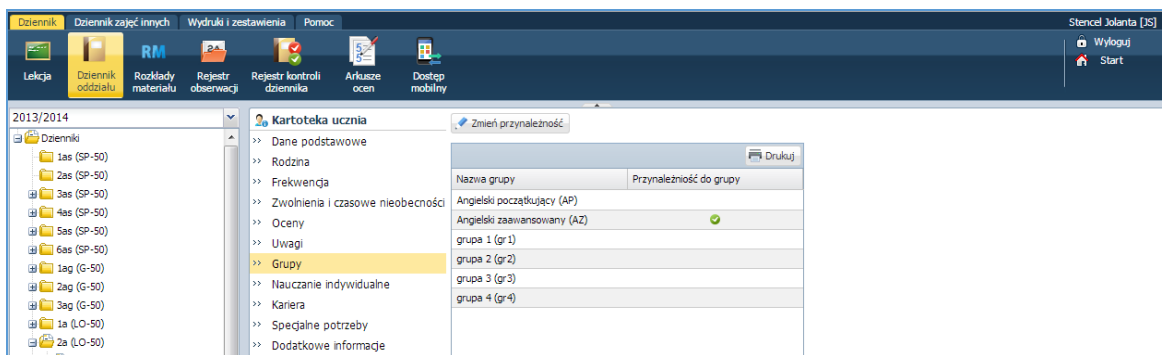 Dziennik Dziennik zajęć innych Wydruki i zestawienia Pomoc Stencel Jolanta [JS]
Wyloguj
Start
Lekcja Dziennik oddziału RM Rozkłady materiału 24 Rejestr obserwacji Rejestr kontroli dziennika Arkusze ocen Dostęp mobilny
2013/2014
Dzienniki
1as (SP-50)
2as (SP-50)
3as (SP-50)
4as (SP-50)
5as (SP-50)
6as (SP-50)
1ag (G-50)
2ag (G-50)
3ag (G-50)
1a (LO-50)
2a (LO-50)
Kartoteka ucznia
Dane podstawowe
Rodzina
Frekwencja
Zwolnienia i czasowe nieobecności
Oceny
Uwagi
Grupy
Nauczanie indywidualne
Kariera
Specjalne potrzeby
Dodatkowe informacje
Zmień przynależność
Drukuj
Nazwa grupy Przynależniość do grupy
Angielski początkujący (AP)
Angielski zaawansowany (AZ)
grupa 1 (gr1)
grupa 2 (gr2)
grupa 3 (gr3)
grupa 4 (gr4)